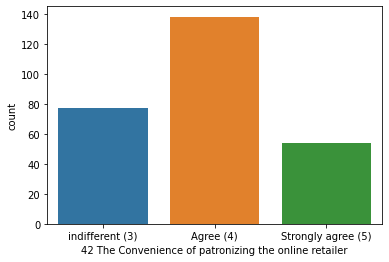 140
120
100
80
60
40
20
0
count
indifferent (3) Agree (4) Strongly agree (5)
42 The Convenience of patronizing the online retailer